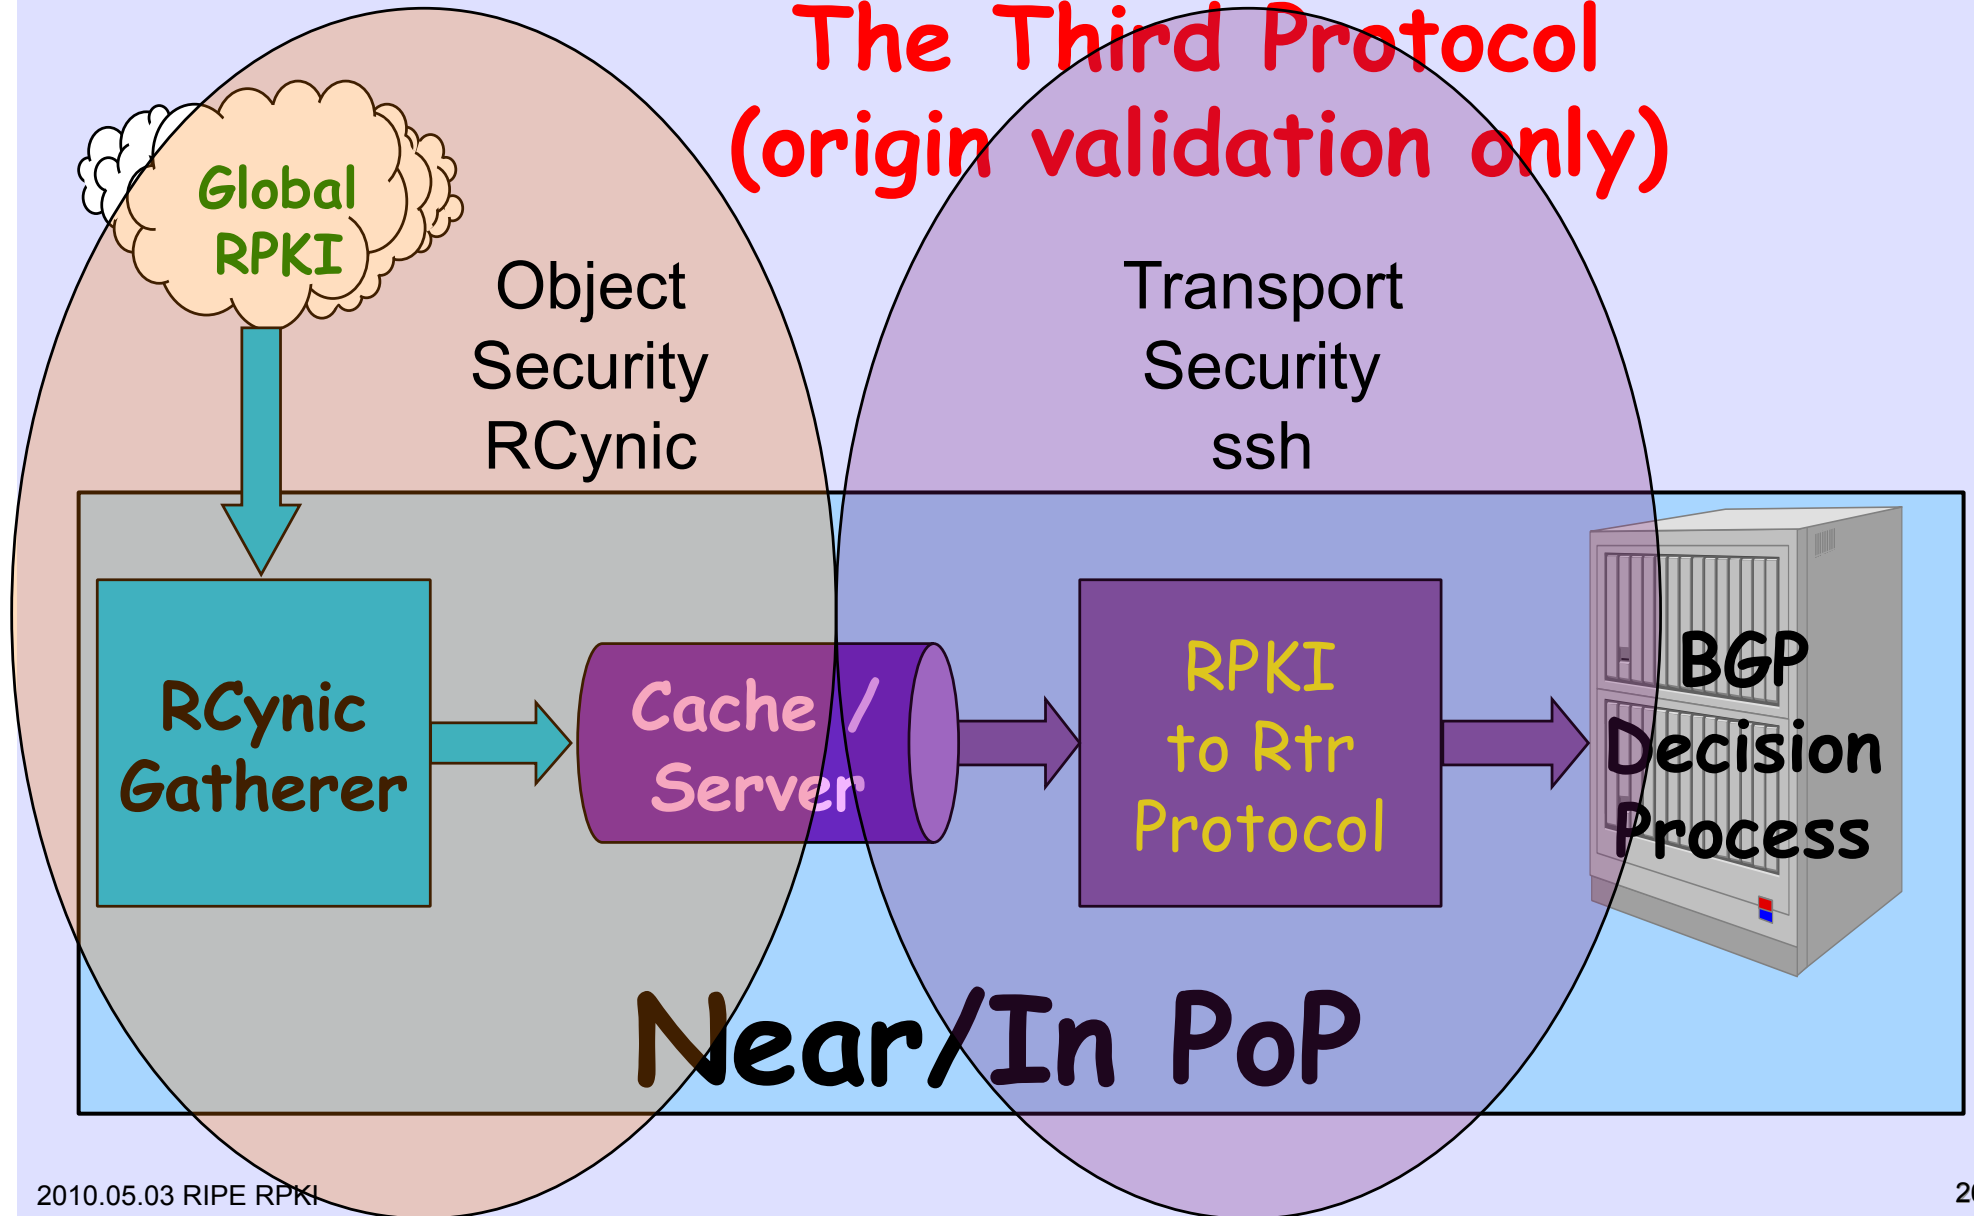 The Third Protocol
(origin validation only)
Global
RPKI
Object
Security
RCynic
Transport
Security
ssh
RCynic
Gatherer
Cache /
Server
RPKI
to Rtr
Protocol
BGP
Decision
Process
Near/In PoP
2010.05.03 RIPE RPKI